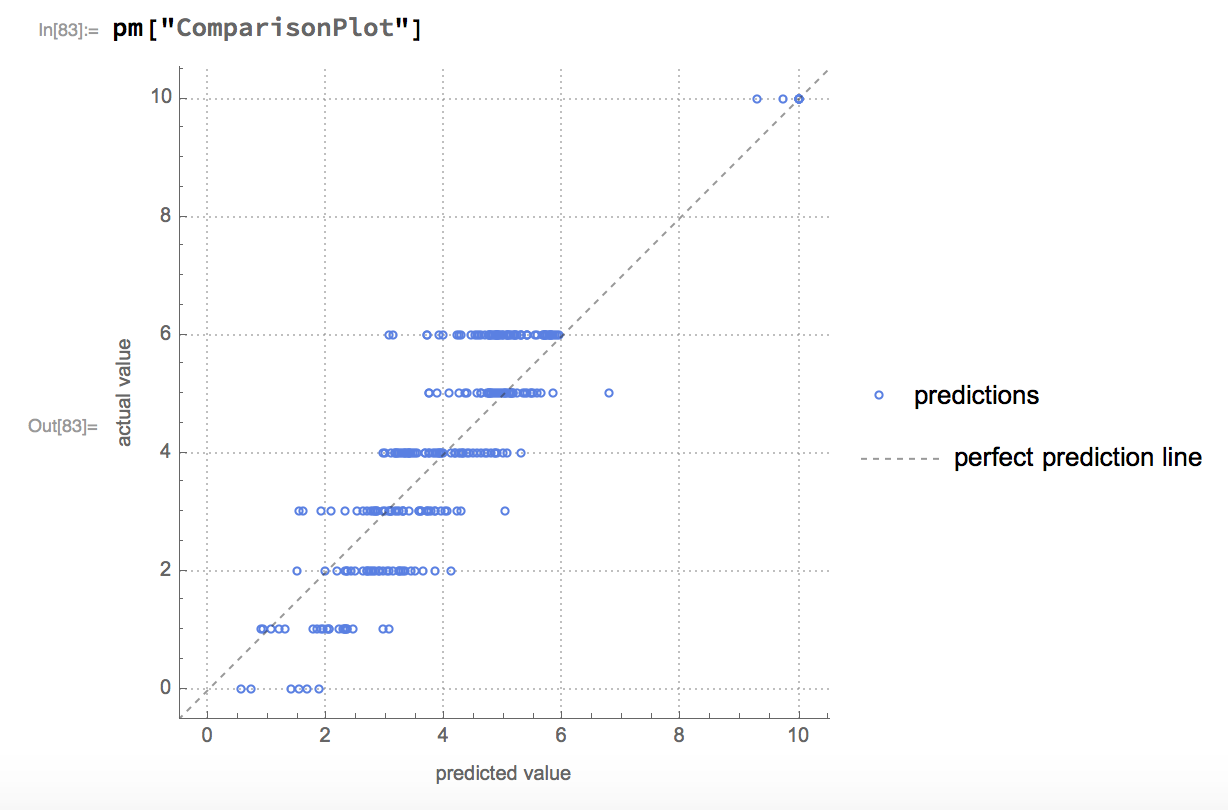 In[83]:= pm["ComparisonPlot"]
10
8
6
4
2
0
actual value
Out[83]=
predictions
perfect prediction line
0 2 4 6 8 10
predicted value